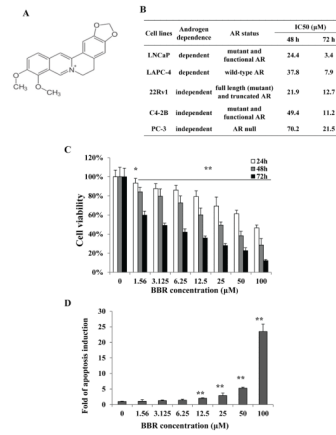 A
O
O
N+
O
CH3
O
CH3
B
Cell lines Androgen dependence AR status IC50 (µM)
48 h 72 h
LNCaP dependent mutant and functional AR 24.4 3.4
LAPC-4 dependent wild-type AR 37.8 7.9
22Rv1 independent full length (mutant) and truncated AR 21.9 12.7
C4-2B independent mutant and functional AR 49.4 11.2
PC-3 independent AR null 70.2 21.5
C
Cell viability
120%
100%
80%
60%
40%
20%
0%
* **
24h
48h
72h
0 1.56 3.125 6.25 12.5 25 50 100
BBR concentration (µM)
D
Fold of apoptosis induction
30
25
20
15
10
5
0
** ** ** **
0 1.56 3.125 6.25 12.5 25 50 100
BBR concentration (µM)